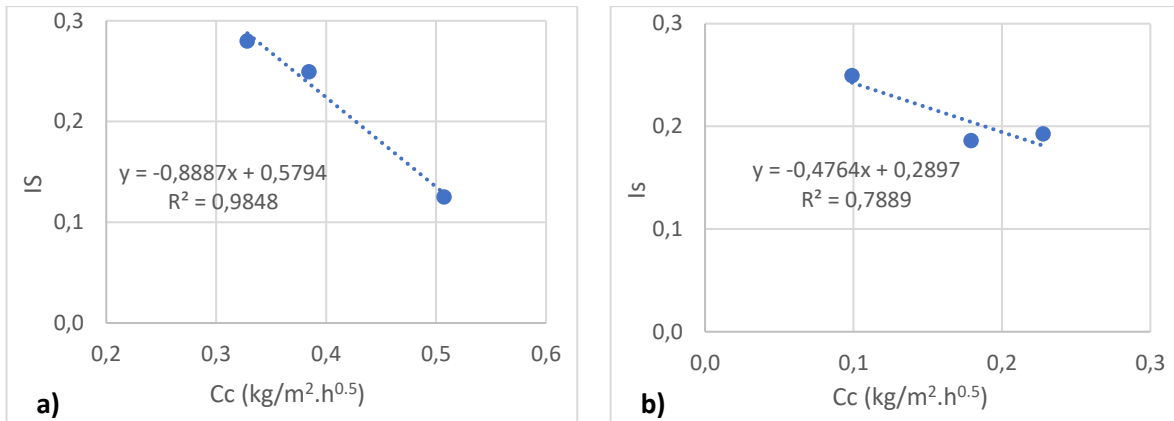 0,3
0,2
0,1
0,0
IS
y = -0,8887x + 0,5794
R² = 0,9848
0,2 0,3 0,4 0,5 0,6
Cc (kg/m².h⁰·⁵)
a)
0,3
0,2
0,1
0,0
Is
y = -0,4764x + 0,2897
R² = 0,7889
0,0 0,1 0,2 0,3
Cc (kg/m².h⁰·⁵)
b)